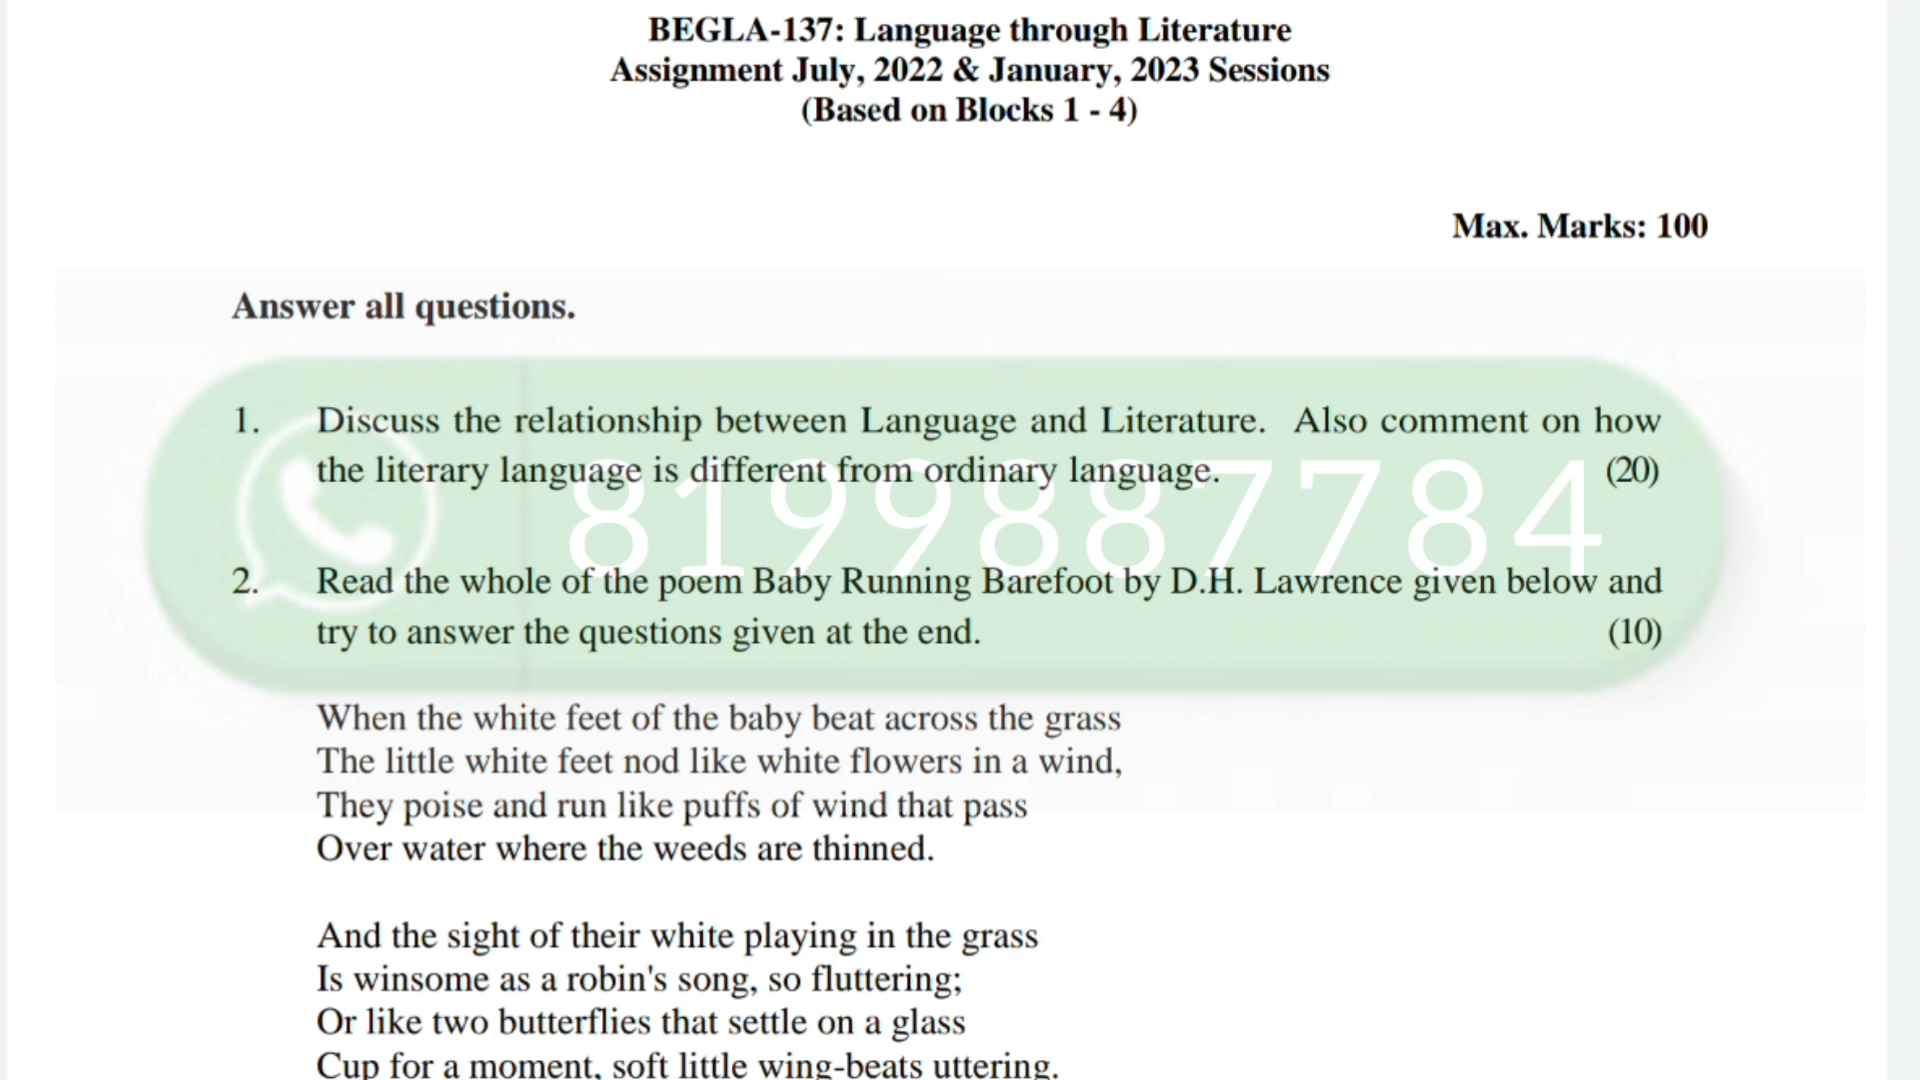 BEGLA-137: Language through Literature
Assignment July, 2022 & January, 2023 Sessions
(Based on Blocks 1 - 4)
Max. Marks: 100
Answer all questions.
1. Discuss the relationship between Language and Literature. Also comment on how
the literary language is different from ordinary language. (20)
8199887784
2. Read the whole of the poem Baby Running Barefoot by D.H. Lawrence given below and
try to answer the questions given at the end. (10)
When the white feet of the baby beat across the grass
The little white feet nod like white flowers in a wind,
They poise and run like puffs of wind that pass
Over water where the weeds are thinned.
And the sight of their white playing in the grass
Is winsome as a robin's song, so fluttering;
Or like two butterflies that settle on a glass
Cup for a moment, soft little wing-beats uttering.